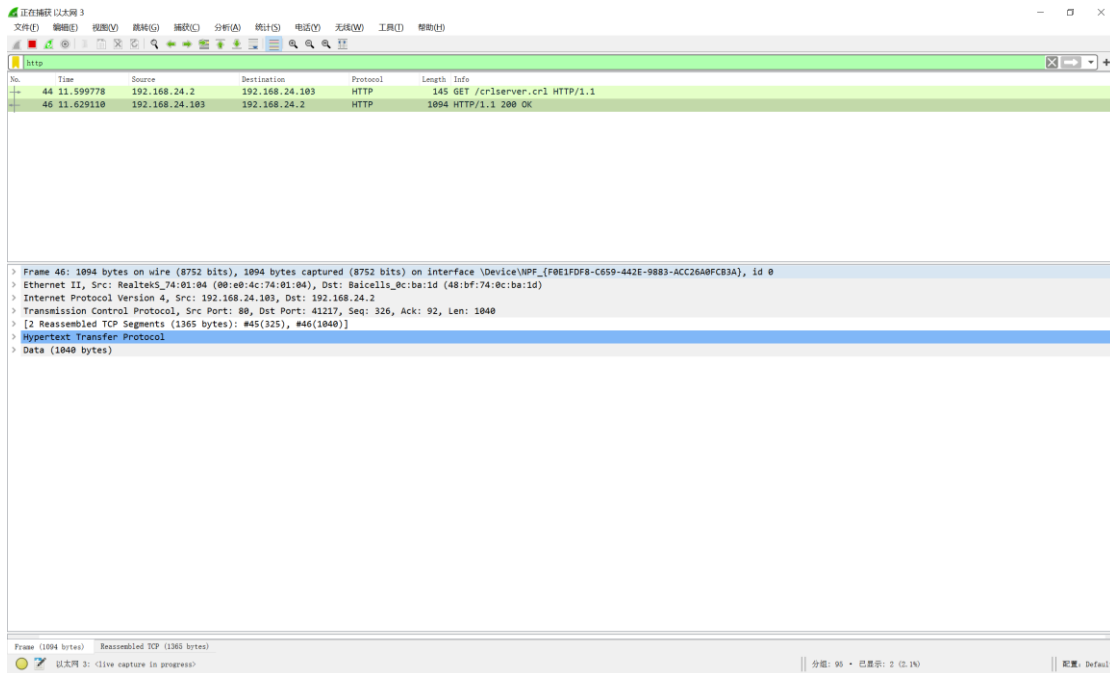 正在捕获 以太网 3
文件(F) 编辑(E) 视图(V) 跳转(G) 捕获(C) 分析(A) 统计(S) 电话(Y) 无线(W) 工具(T) 帮助(H)
http
No. Time Source Destination Protocol Length Info
44 11.599778 192.168.24.2 192.168.24.103 HTTP 145 GET /crlserver.crl HTTP/1.1
46 11.629110 192.168.24.103 192.168.24.2 HTTP 1094 HTTP/1.1 200 OK
> Frame 46: 1094 bytes on wire (8752 bits), 1094 bytes captured (8752 bits) on interface \Device\NPF_{F0E1FDF8-C659-442E-9883-ACC26A0FCB3A}, id 0
> Ethernet II, Src: RealtekS_74:01:04 (00:e0:4c:74:01:04), Dst: Baicells_0c:ba:1d (48:bf:74:0c:ba:1d)
> Internet Protocol Version 4, Src: 192.168.24.103, Dst: 192.168.24.2
> Transmission Control Protocol, Src Port: 80, Dst Port: 41217, Seq: 326, Ack: 92, Len: 1040
> [2 Reassembled TCP Segments (1365 bytes): #45(325), #46(1040)]
> Hypertext Transfer Protocol
> Data (1040 bytes)
Frame (1094 bytes) Reassembled TCP (1365 bytes)
以太网 3: <live capture in progress> 分组: 95 · 已显示: 2 (2.1%) 配置: Defaul